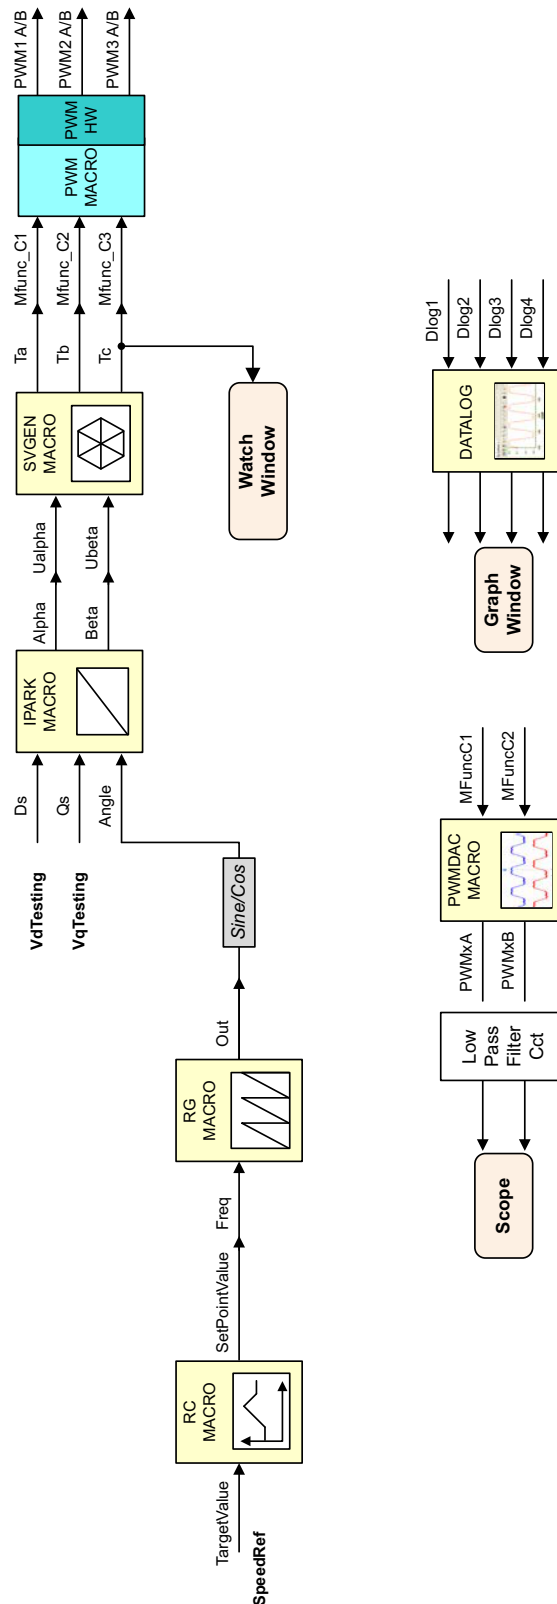 SpeedRef
TargetValue
RC
MACRO
SetPointValue
Freq
RG
MACRO
Out
Sine/Cos
VdTesting
VqTesting
Ds
Qs
Angle
IPARK
MACRO
Alpha
Beta
Ualpha
Ubeta
SVGEN
MACRO
Ta
Tb
Tc
Mfunc_C1
Mfunc_C2
Mfunc_C3
PWM
MACRO
PWM
HW
PWM1 A/B
PWM2 A/B
PWM3 A/B
Watch
Window
Scope
Low
Pass
Filter
Cct
PWMxA
PWMxB
PWMDAC
MACRO
MFuncC1
MFuncC2
Graph
Window
DATALOG
Dlog1
Dlog2
Dlog3
Dlog4